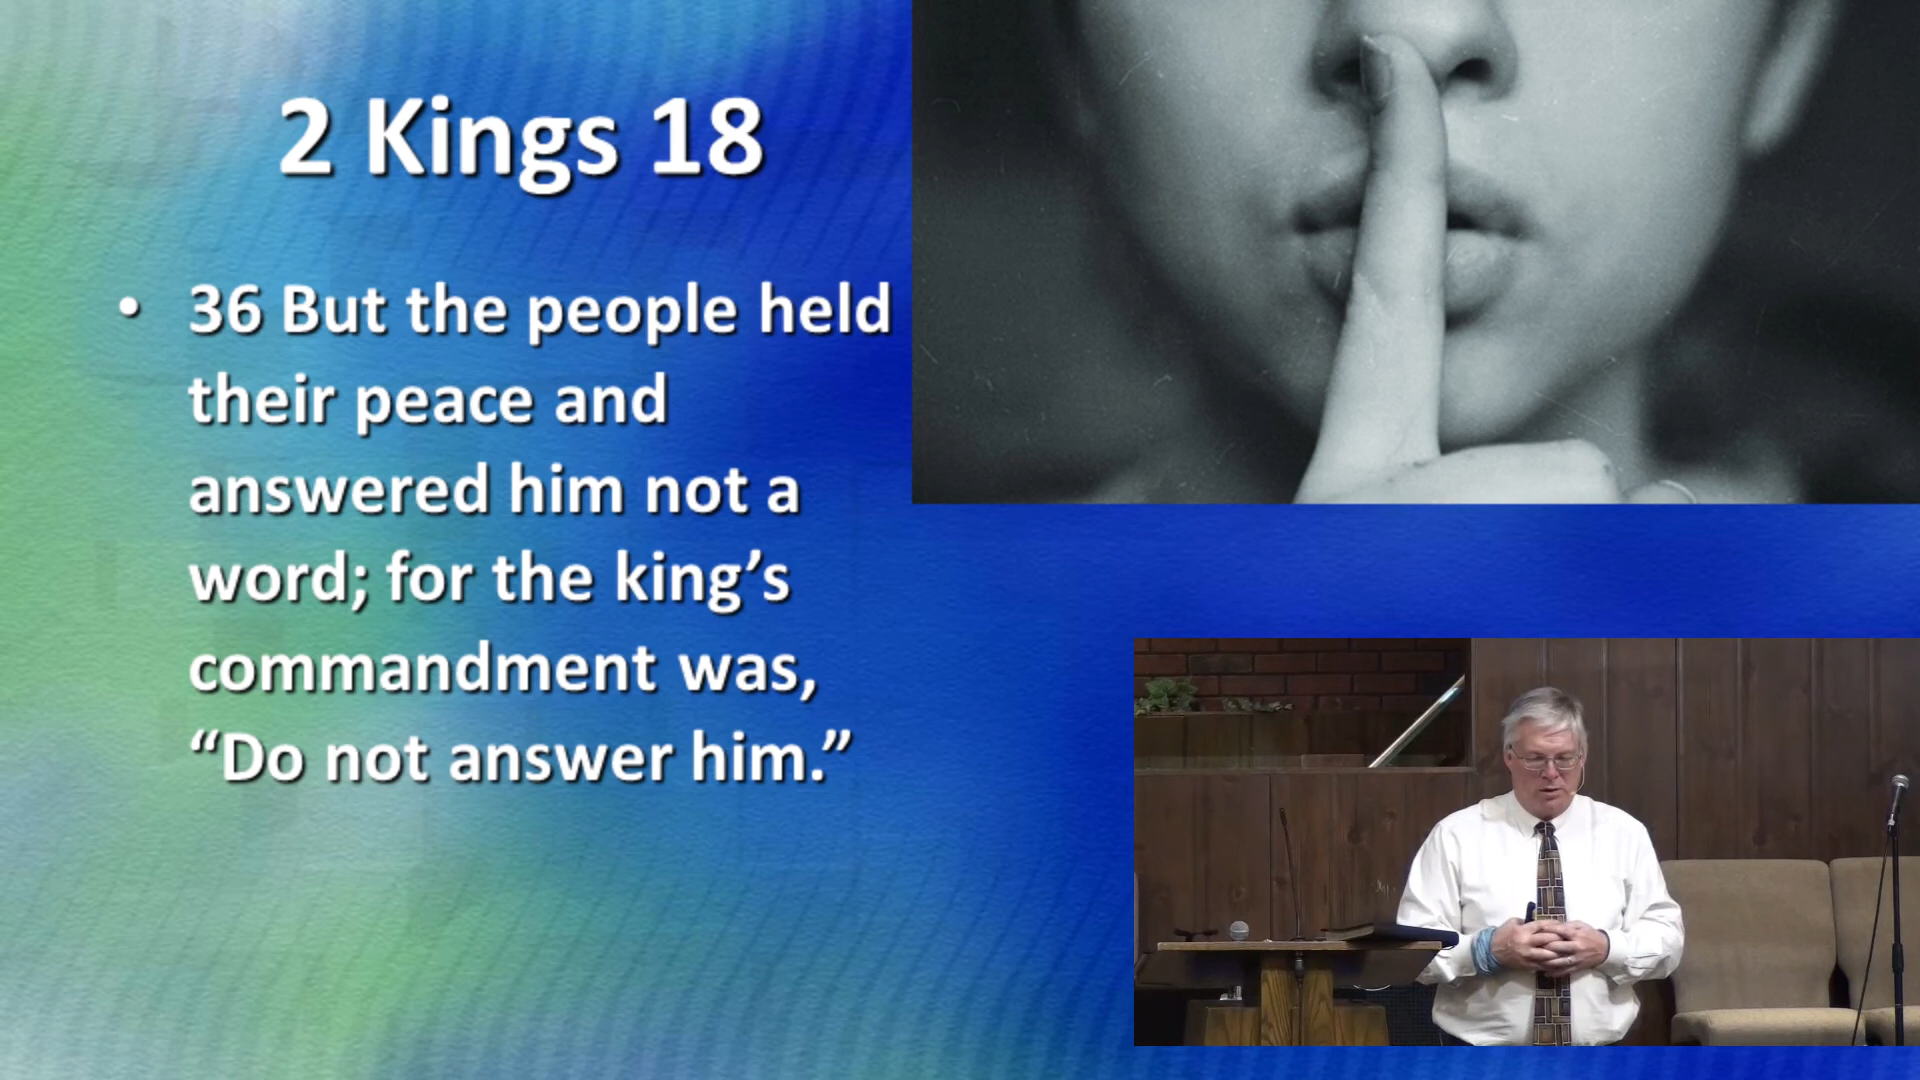 2 Kings 18
• 36 But the people held
their peace and
answered him not a
word; for the king’s
commandment was,
“Do not answer him.”